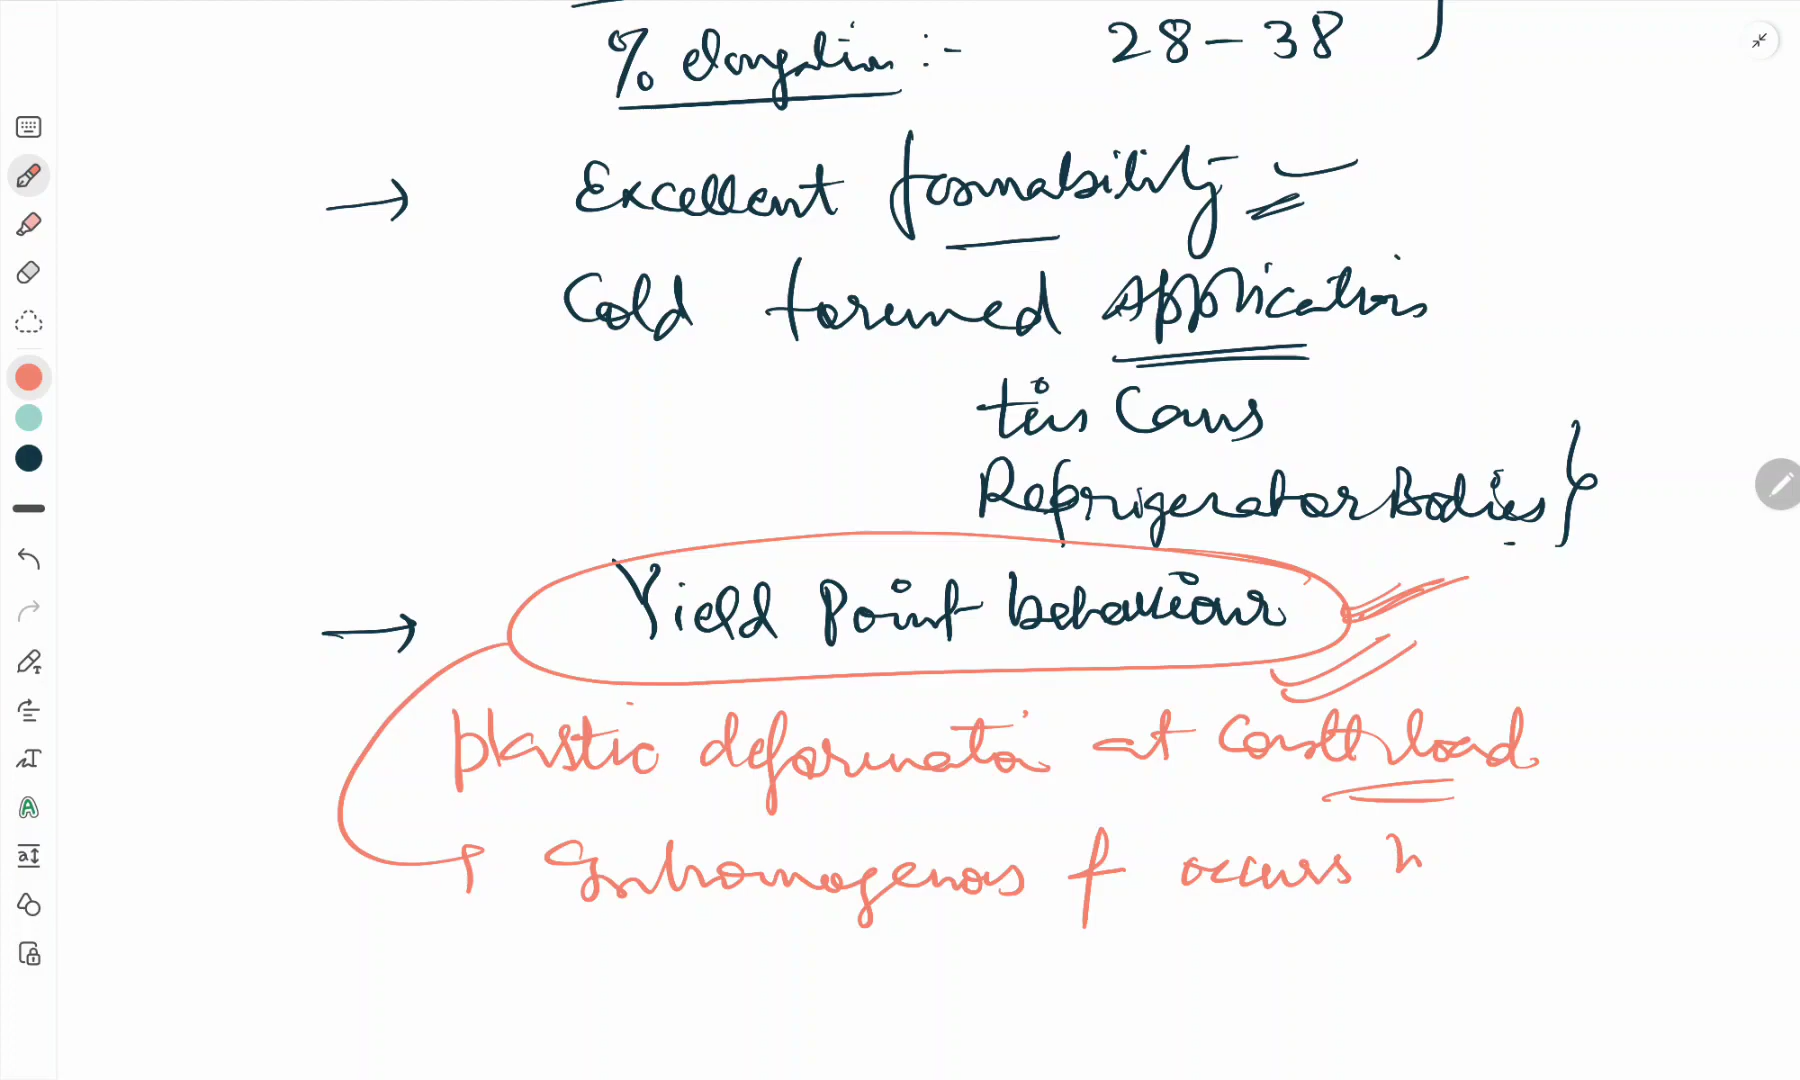 % elongation :- 28 - 38
→ Excellent formability
Cold foremed applications
tin Cans
Refrigerator Bodies
→ Yield Point behaviour
plastic deformation at constt load
Inhomogenous f occurs